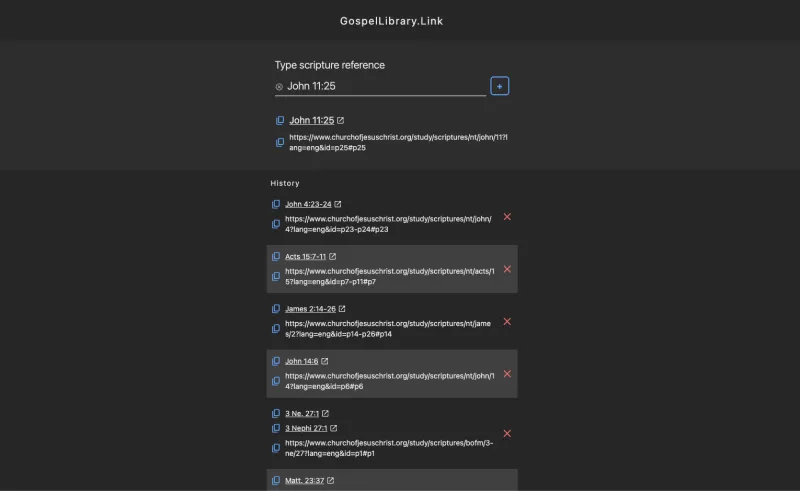 GospelLibrary.Link
Type scripture reference
John 11:25
+
John 11:25
https://www.churchofjesuschrist.org/study/scriptures/nt/john/11?l
ang=eng&id=p25#p25
History
John 4:23-24
https://www.churchofjesuschrist.org/study/scriptures/nt/john/
4?lang=eng&id=p23-p24#p23
Acts 15:7-11
https://www.churchofjesuschrist.org/study/scriptures/nt/acts/1
5?lang=eng&id=p7-p11#p7
James 2:14-26
https://www.churchofjesuschrist.org/study/scriptures/nt/jame
s/2?lang=eng&id=p14-p26#p14
John 14:6
https://www.churchofjesuschrist.org/study/scriptures/nt/john/1
4?lang=eng&id=p6#p6
3 Ne. 27:1
3 Nephi 27:1
https://www.churchofjesuschrist.org/study/scriptures/bofm/3-
ne/27?lang=eng&id=p1#p1
Matt. 23:37